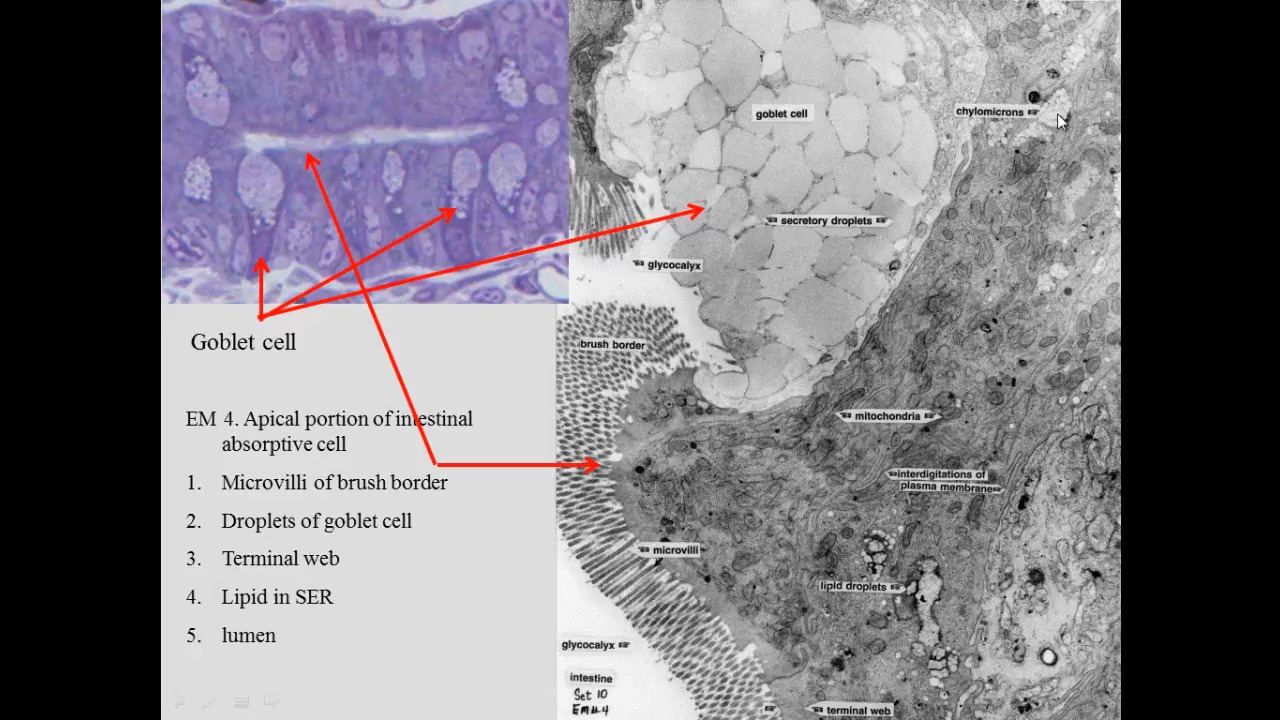 Goblet cell
EM 4. Apical portion of intestinal
absorptive cell
1. Microvilli of brush border
2. Droplets of goblet cell
3. Terminal web
4. Lipid in SER
5. lumen
goblet cell
chylomicrons
secretory droplets
glycocalyx
brush border
mitochondria
interdigitations of
plasma membrane
microvilli
lipid droplets
glycocalyx
intestine
Set 10
EM#4
terminal web